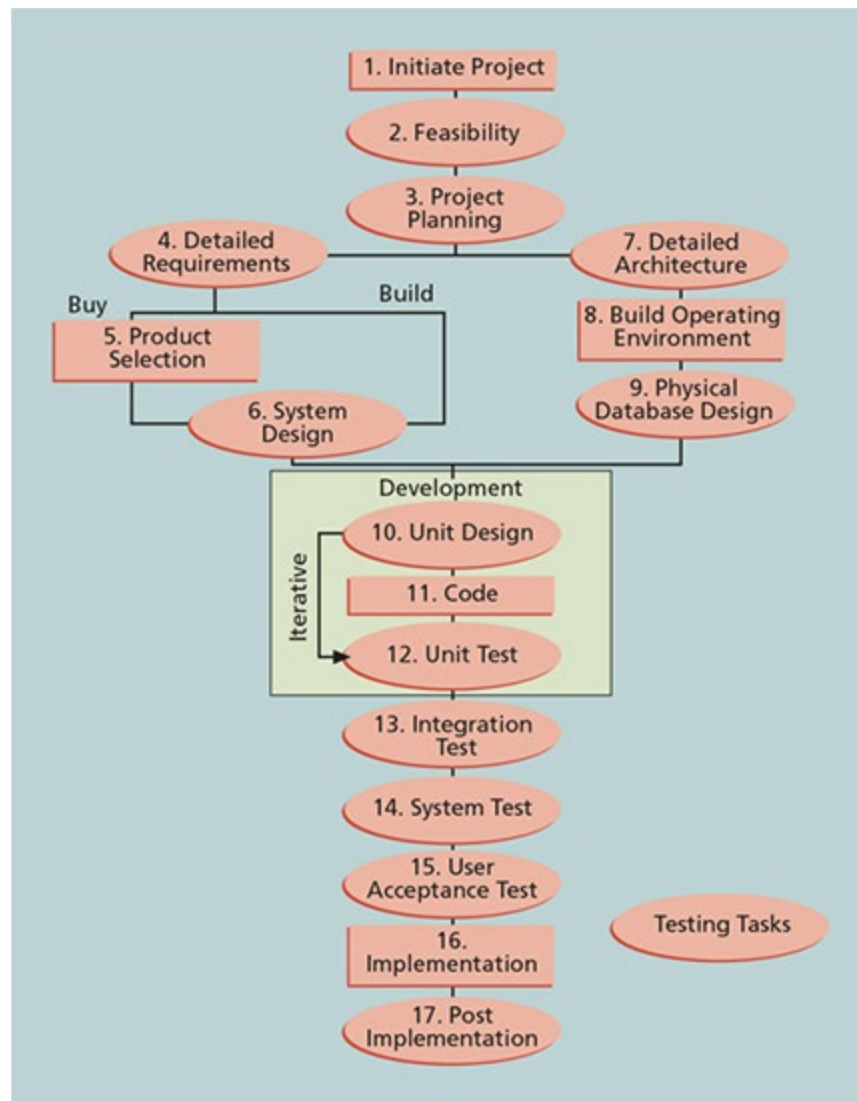 1. Initiate Project
2. Feasibility
3. Project
Planning
4. Detailed
Requirements
7. Detailed
Architecture
Buy
Build
5. Product
Selection
8. Build Operating
Environment
6. System
Design
9. Physical
Database Design
Development
10. Unit Design
Iterative
11. Code
12. Unit Test
13. Integration
Test
14. System Test
15. User
Acceptance Test
Testing Tasks
16.
Implementation
17. Post
Implementation